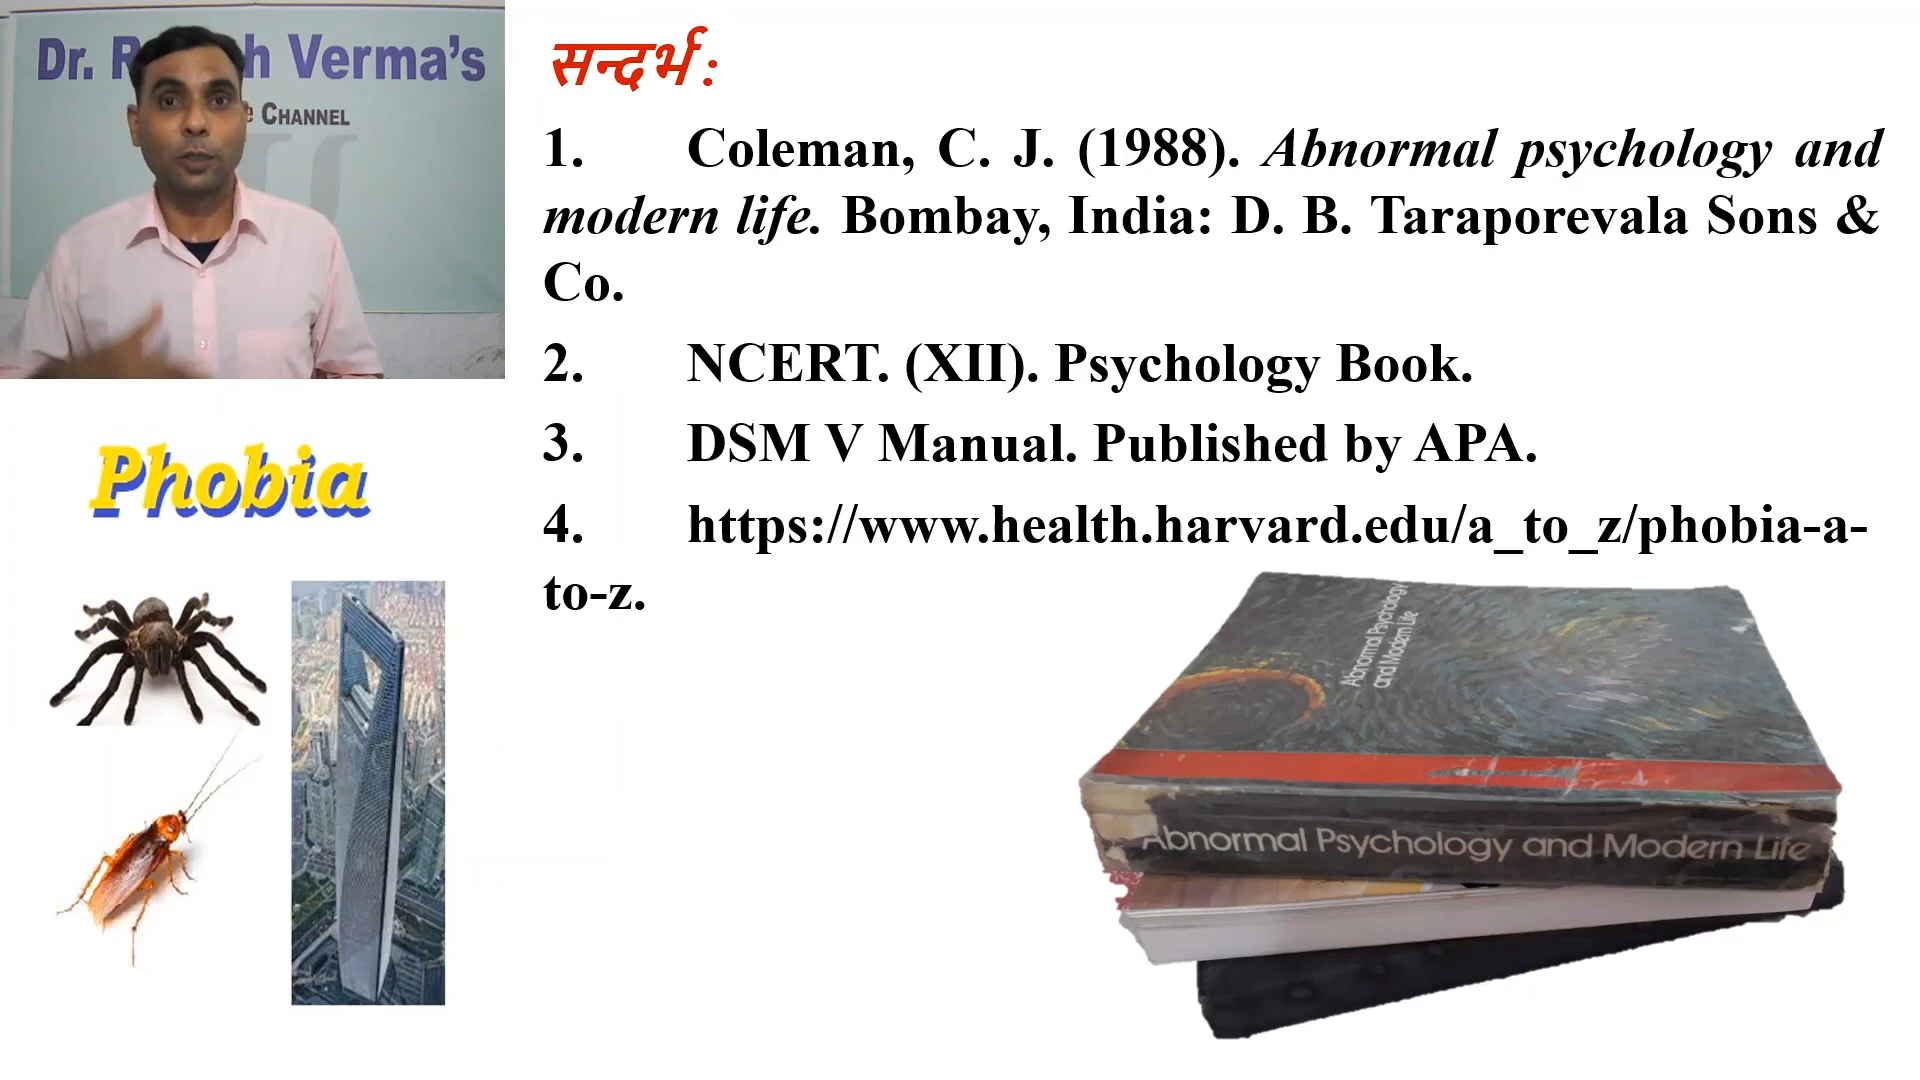 Dr. R h Verma's
CHANNEL
सन्दर्भ :
1. Coleman, C. J. (1988). Abnormal psychology and
modern life. Bombay, India: D. B. Taraporevala Sons &
Co.
2. NCERT. (XII). Psychology Book.
3. DSM V Manual. Published by APA.
4. https://www.health.harvard.edu/a_to_z/phobia-a-
to-z.
Phobia
Abnormal Psychology
and Modern Life
Abnormal Psychology and Modern Life